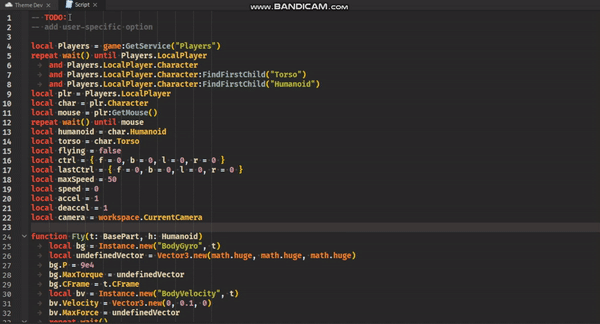 Theme Dev
Script
www.BANDICAM.com
1 -- TODO:
2 -- add user-specific option
3
4 local Players = game:GetService("Players")
5 repeat wait() until Players.LocalPlayer
6 and Players.LocalPlayer.Character
7 and Players.LocalPlayer.Character:FindFirstChild("Torso")
8 and Players.LocalPlayer.Character:FindFirstChild("Humanoid")
9 local plr = Players.LocalPlayer
10 local char = plr.Character
11 local mouse = plr:GetMouse()
12 repeat wait() until mouse
13 local humanoid = char.Humanoid
14 local torso = char.Torso
15 local flying = false
16 local ctrl = { f = 0, b = 0, l = 0, r = 0 }
17 local lastCtrl = { f = 0, b = 0, l = 0, r = 0 }
18 local maxSpeed = 50
19 local speed = 0
20 local accel = 1
21 local deaccel = 1
22 local camera = workspace.CurrentCamera
23
24 function Fly(t: BasePart, h: Humanoid)
25 local bg = Instance.new("BodyGyro", t)
26 local undefinedVector = Vector3.new(math.huge, math.huge, math.huge)
27 bg.P = 9e4
28 bg.MaxTorque = undefinedVector
29 bg.CFrame = t.CFrame
30 local bv = Instance.new("BodyVelocity", t)
31 bv.Velocity = Vector3.new(0, 0.1, 0)
32 bv.MaxForce = undefinedVector